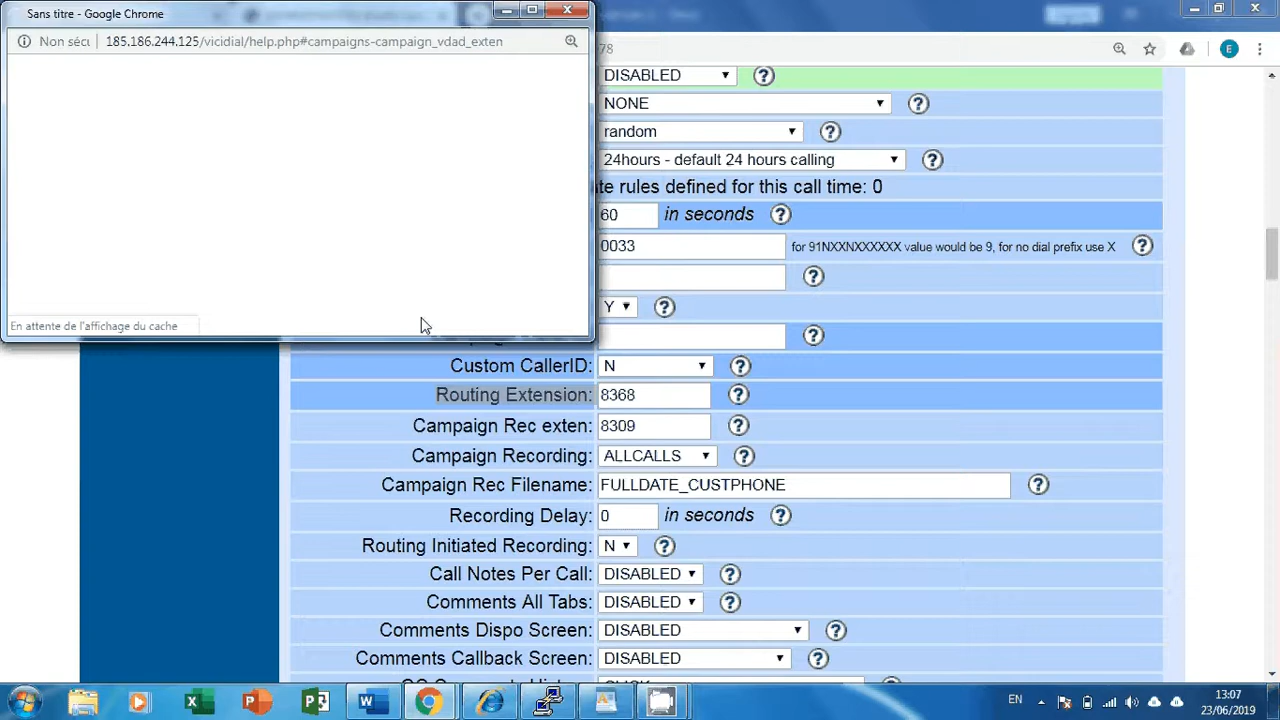 Sans titre - Google Chrome
Non sécu
185.186.244.125/vicidial/help.php#campaigns-campaign_vdad_exten
78
E
DISABLED
NONE
random
24hours - default 24 hours calling
te rules defined for this call time: 0
60 in seconds
0033 for 91NXXNXXXXXX value would be 9, for no dial prefix use X
Y
En attente de l'affichage du cache
Custom CallerID: N
Routing Extension: 8368
Campaign Rec exten: 8309
Campaign Recording: ALLCALLS
Campaign Rec Filename: FULLDATE_CUSTPHONE
Recording Delay: 0 in seconds
Routing Initiated Recording: N
Call Notes Per Call: DISABLED
Comments All Tabs: DISABLED
Comments Dispo Screen: DISABLED
Comments Callback Screen: DISABLED
EN
13:07
23/06/2019